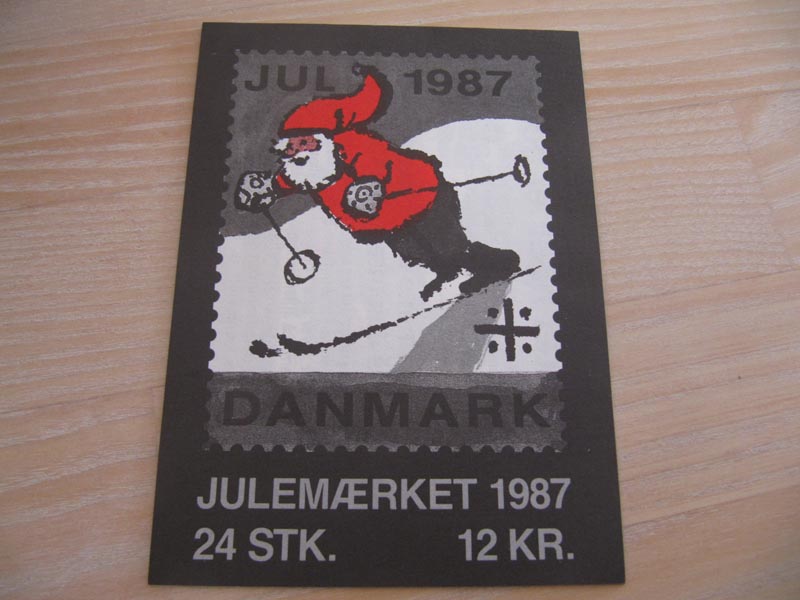 JUL 1987
DANMARK
JULEMÆRKET 1987
24 STK. 12 KR.